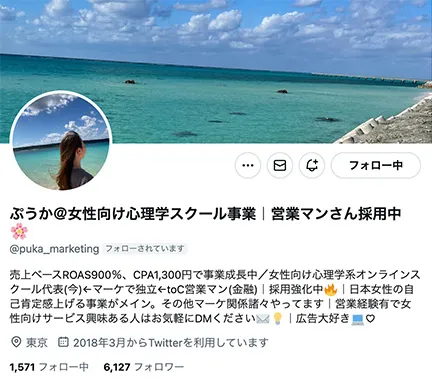 フォロー中
ぷうか@女性向け心理学スクール事業｜営業マンさん採用中
🌸
@puka_marketing フォローされています
売上ベースROAS900%、CPA1,300円で事業成長中／女性向け心理学系オンラインス
クール代表(今)←マーケで独立←toC営業マン(金融)｜採用強化中🔥｜日本女性の自
己肯定感上げる事業がメイン。その他マーケ関係諸々やってます｜営業経験有で女
性向けサービス興味ある人はお気軽にDMください✉️💡｜広告大好き💻♡
東京 2018年3月からTwitterを利用しています
1,571 フォロー中 6,127 フォロワー